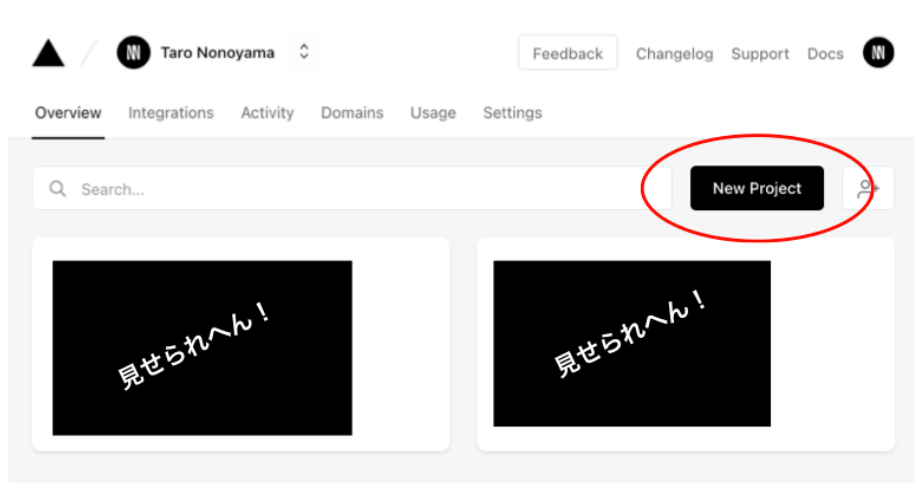 Taro Nonoyama
Feedback Changelog Support Docs
Overview Integrations Activity Domains Usage Settings
Search...
New Project
見せられへん！
見せられへん！